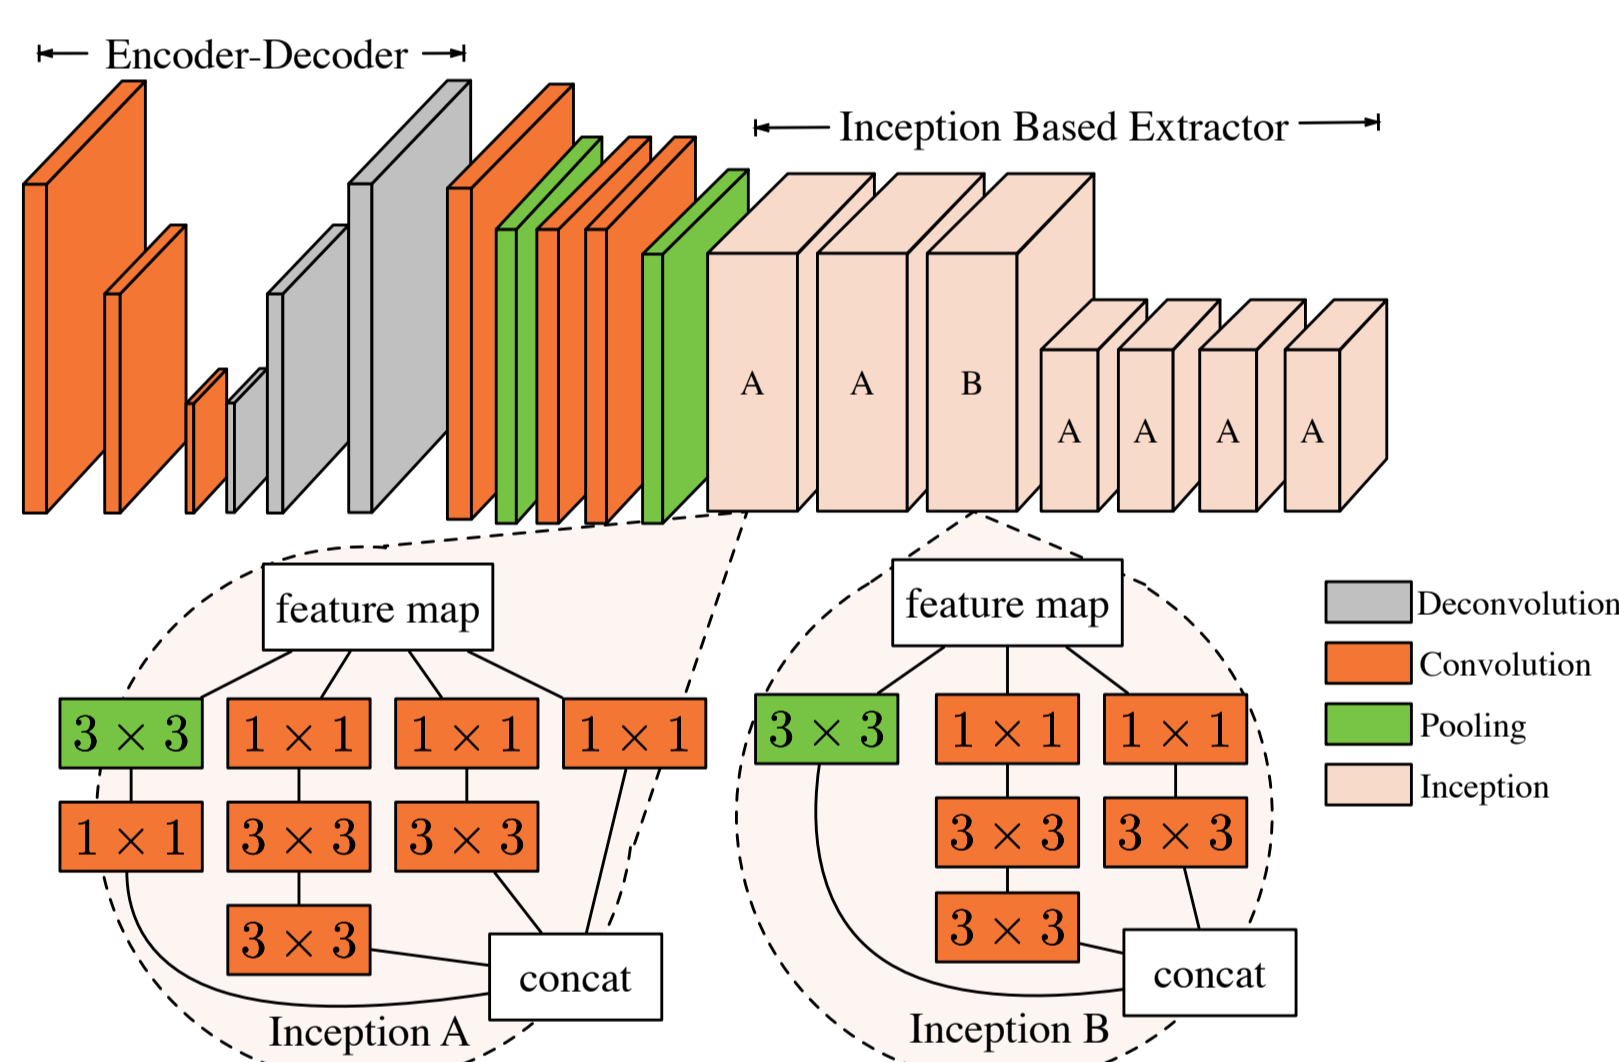 Encoder-Decoder
Inception Based Extractor
A A B A A A A
feature map
3 × 3 1 × 1 1 × 1 1 × 1
1 × 1 3 × 3 3 × 3
3 × 3
concat
Inception A
feature map
3 × 3 1 × 1 1 × 1
3 × 3 3 × 3
3 × 3
concat
Inception B
Deconvolution
Convolution
Pooling
Inception